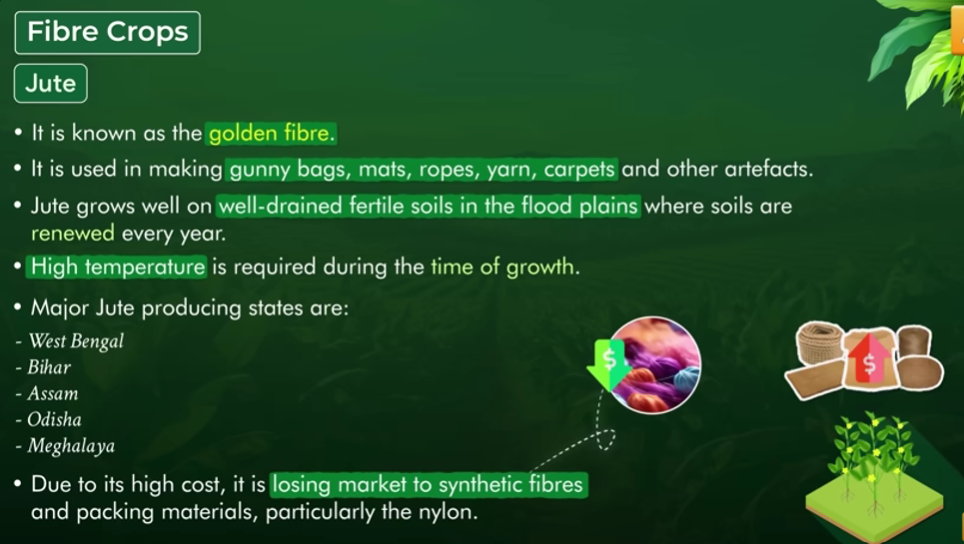 Fibre Crops
Jute
• It is known as the golden fibre.
• It is used in making gunny bags, mats, ropes, yarn, carpets and other artefacts.
• Jute grows well on well-drained fertile soils in the flood plains where soils are
renewed every year.
• High temperature is required during the time of growth.
• Major Jute producing states are:
- West Bengal
- Bihar
- Assam
- Odisha
- Meghalaya
$
$
• Due to its high cost, it is losing market to synthetic fibres
and packing materials, particularly the nylon.